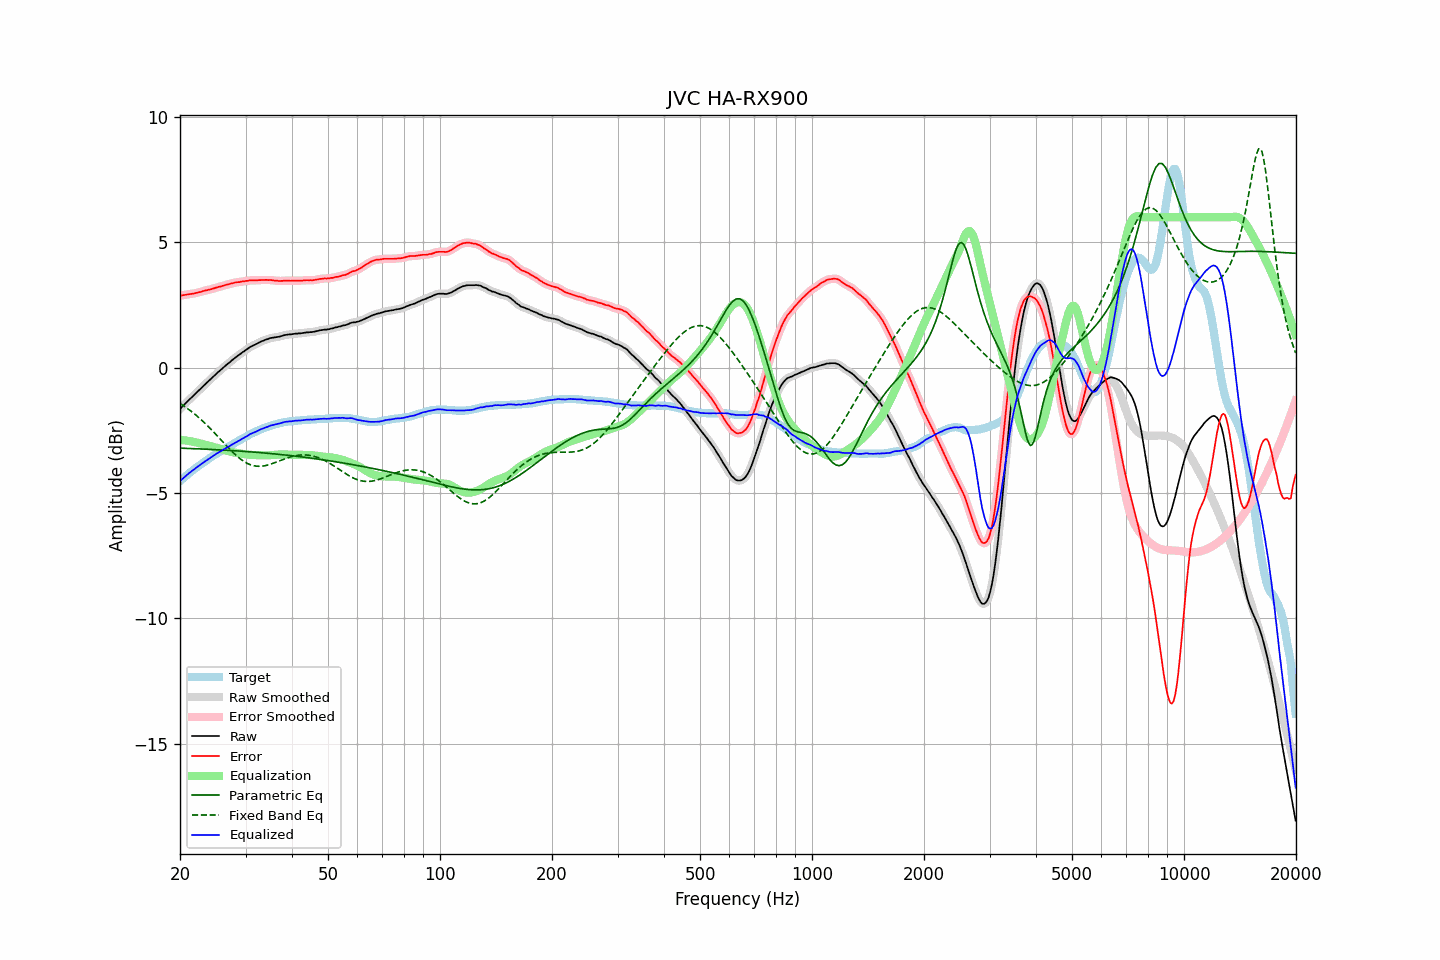 JVC HA-RX900
10
5
0
−5
−10
−15
Amplitude (dBr)
Target
Raw Smoothed
Error Smoothed
Raw
Error
Equalization
Parametric Eq
Fixed Band Eq
Equalized
20
50
100
200
500
1000
2000
5000
10000
20000
Frequency (Hz)